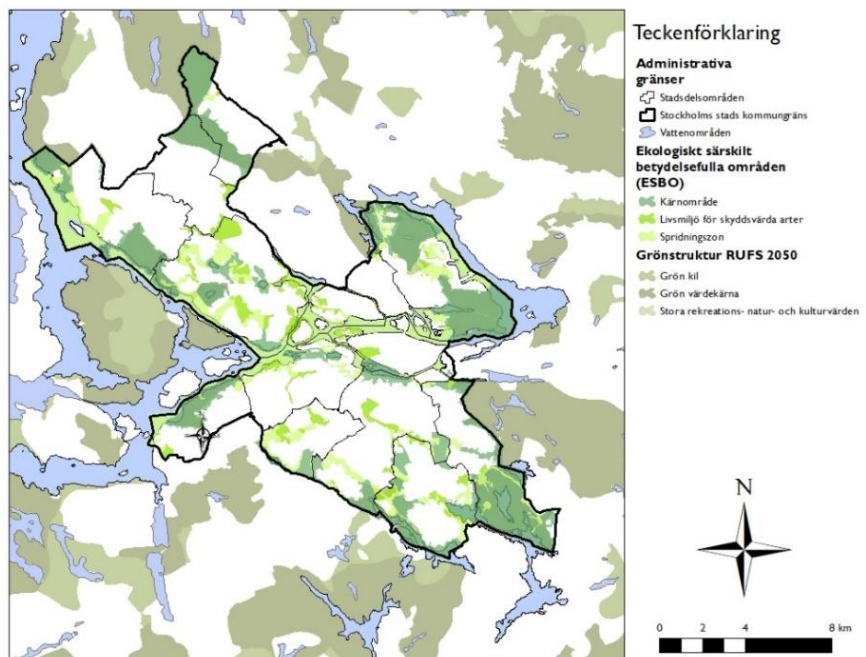 Teckenförklaring
Administrativa
gränser
Stadsdelsområden
Stockholms stads kommungräns
Vattenområden
Ekologiskt särskilt
betydelsefulla områden
(ESBO)
Kärnområde
Livsmiljö för skyddsvärda arter
Spridningszon
Grönstruktur RUFS 2050
Grön kil
Grön värdekärna
Stora rekreations- natur- och kulturvärden
N
0 2 4 8 km